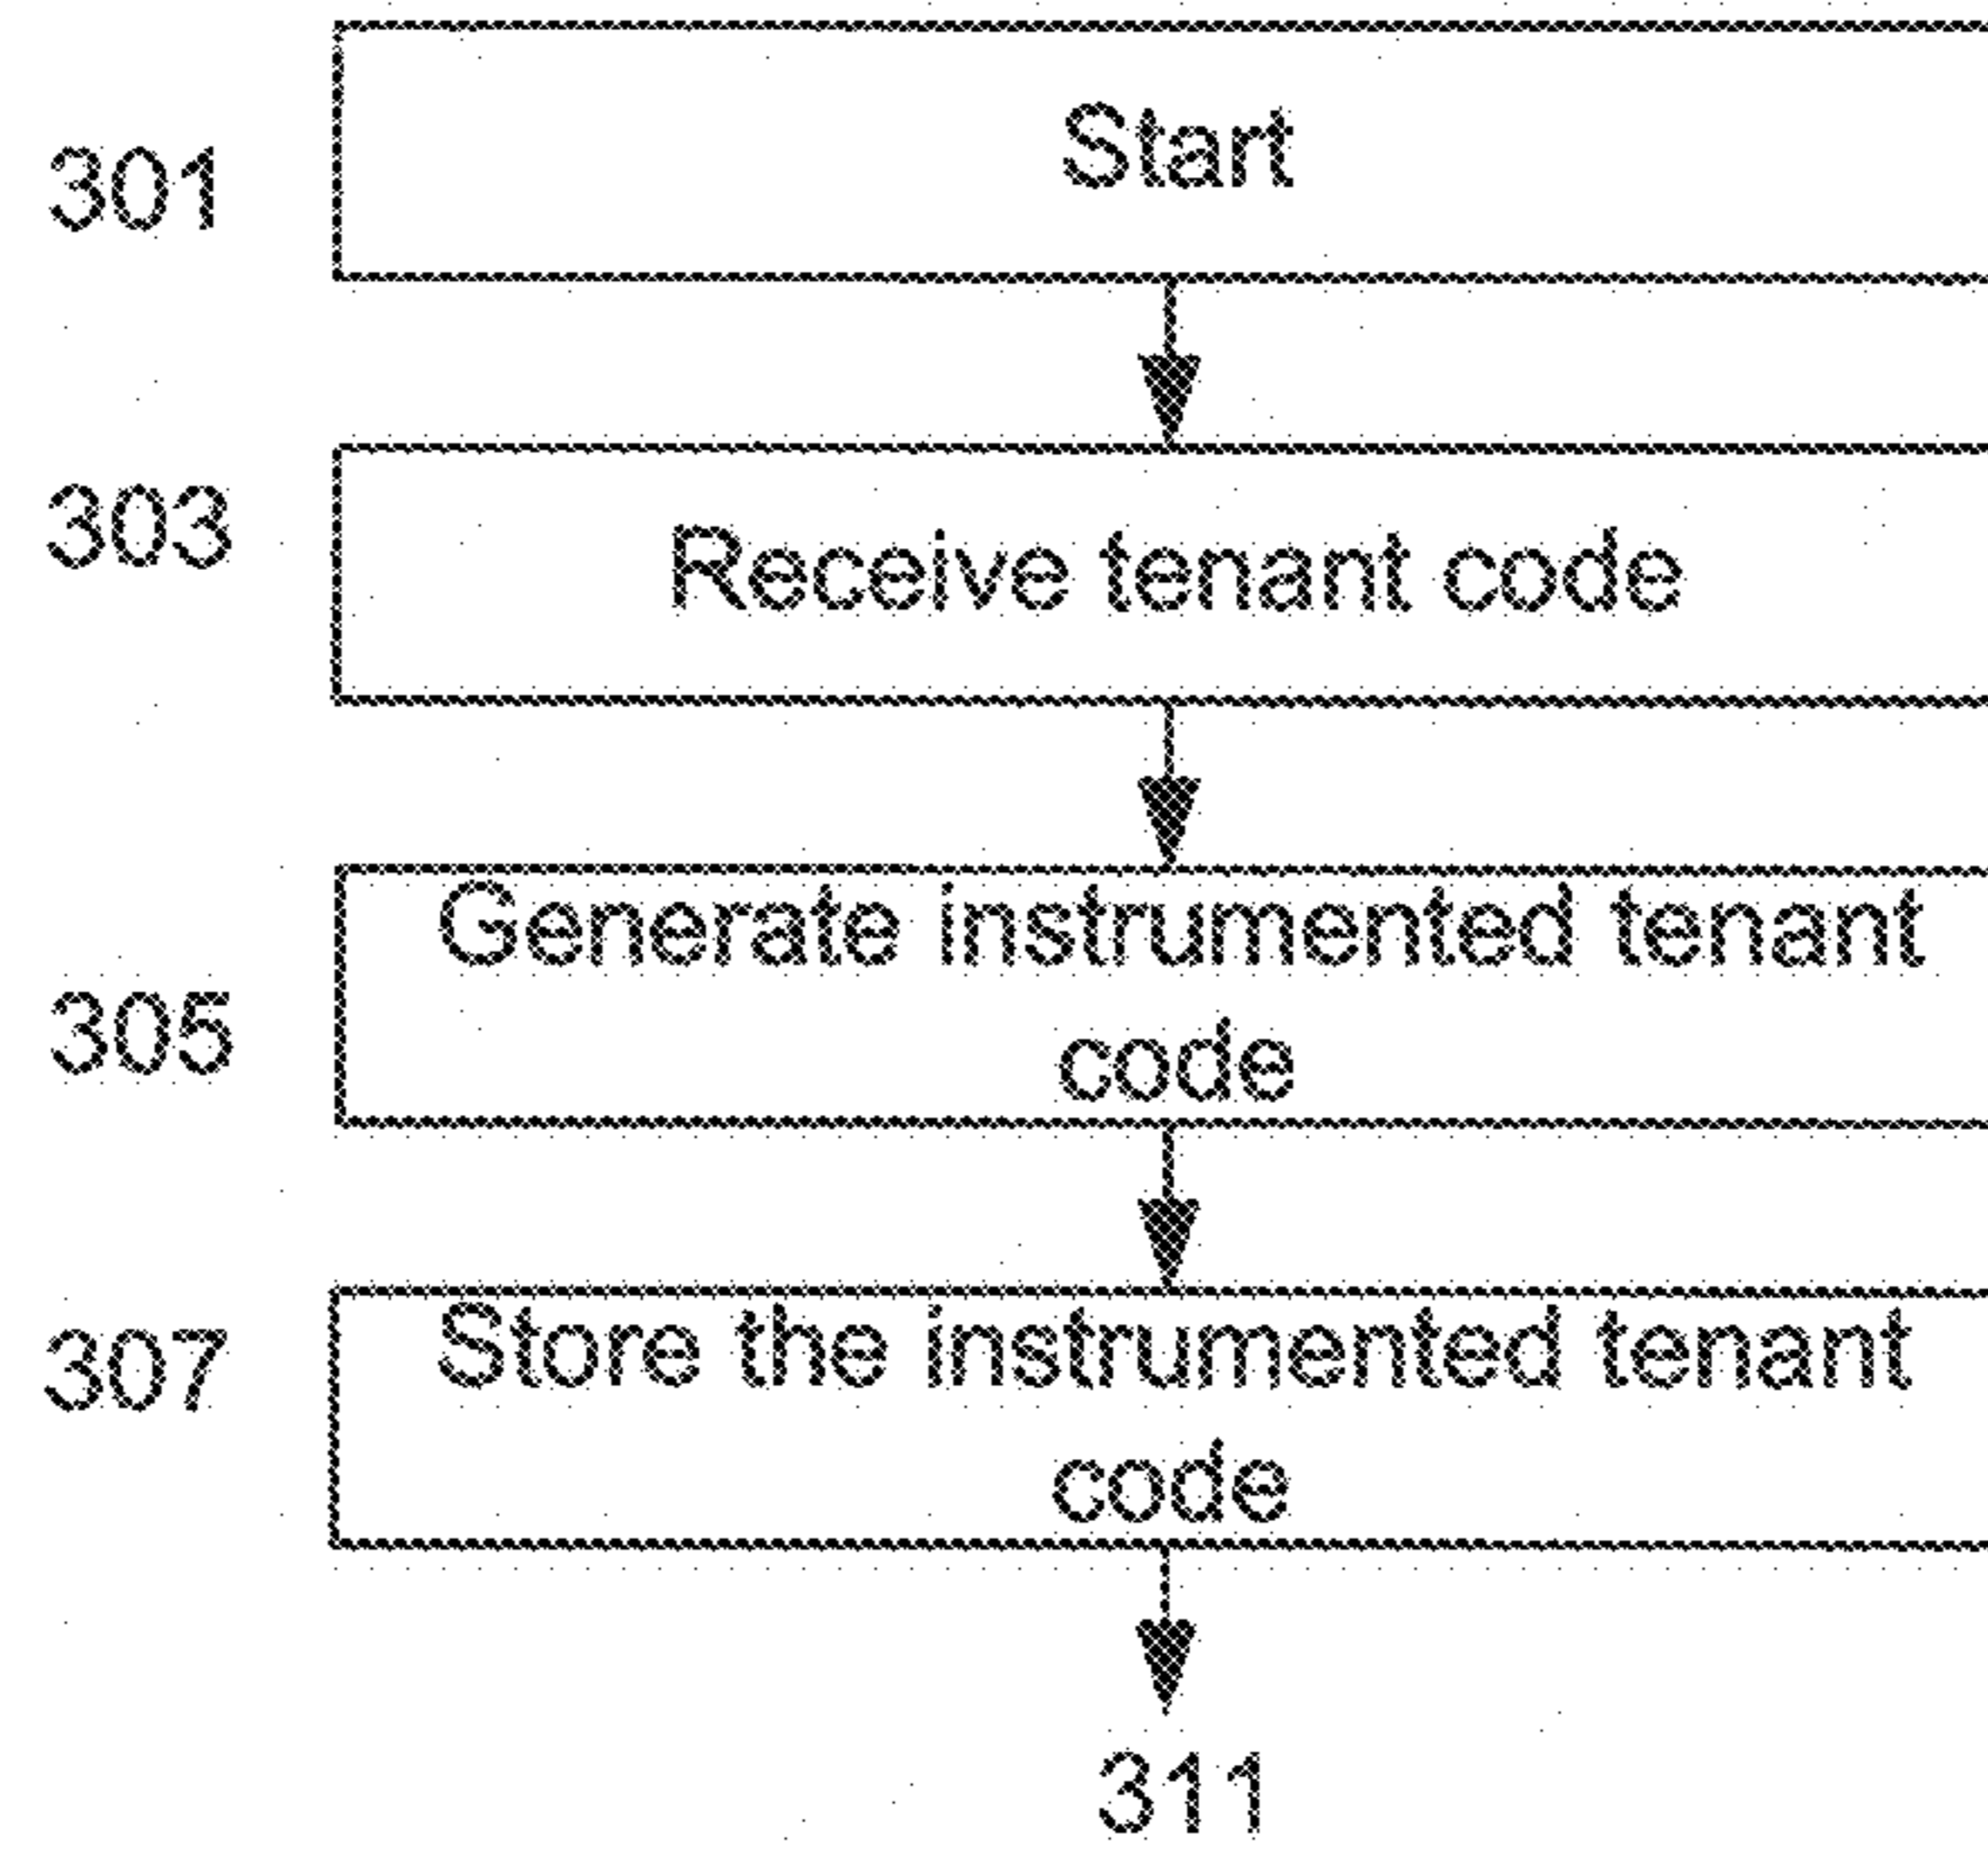 Start
301
Receive tenant code
303
Generate instrumented tenant
code
305
Store the instrumented tenant
code
307
311